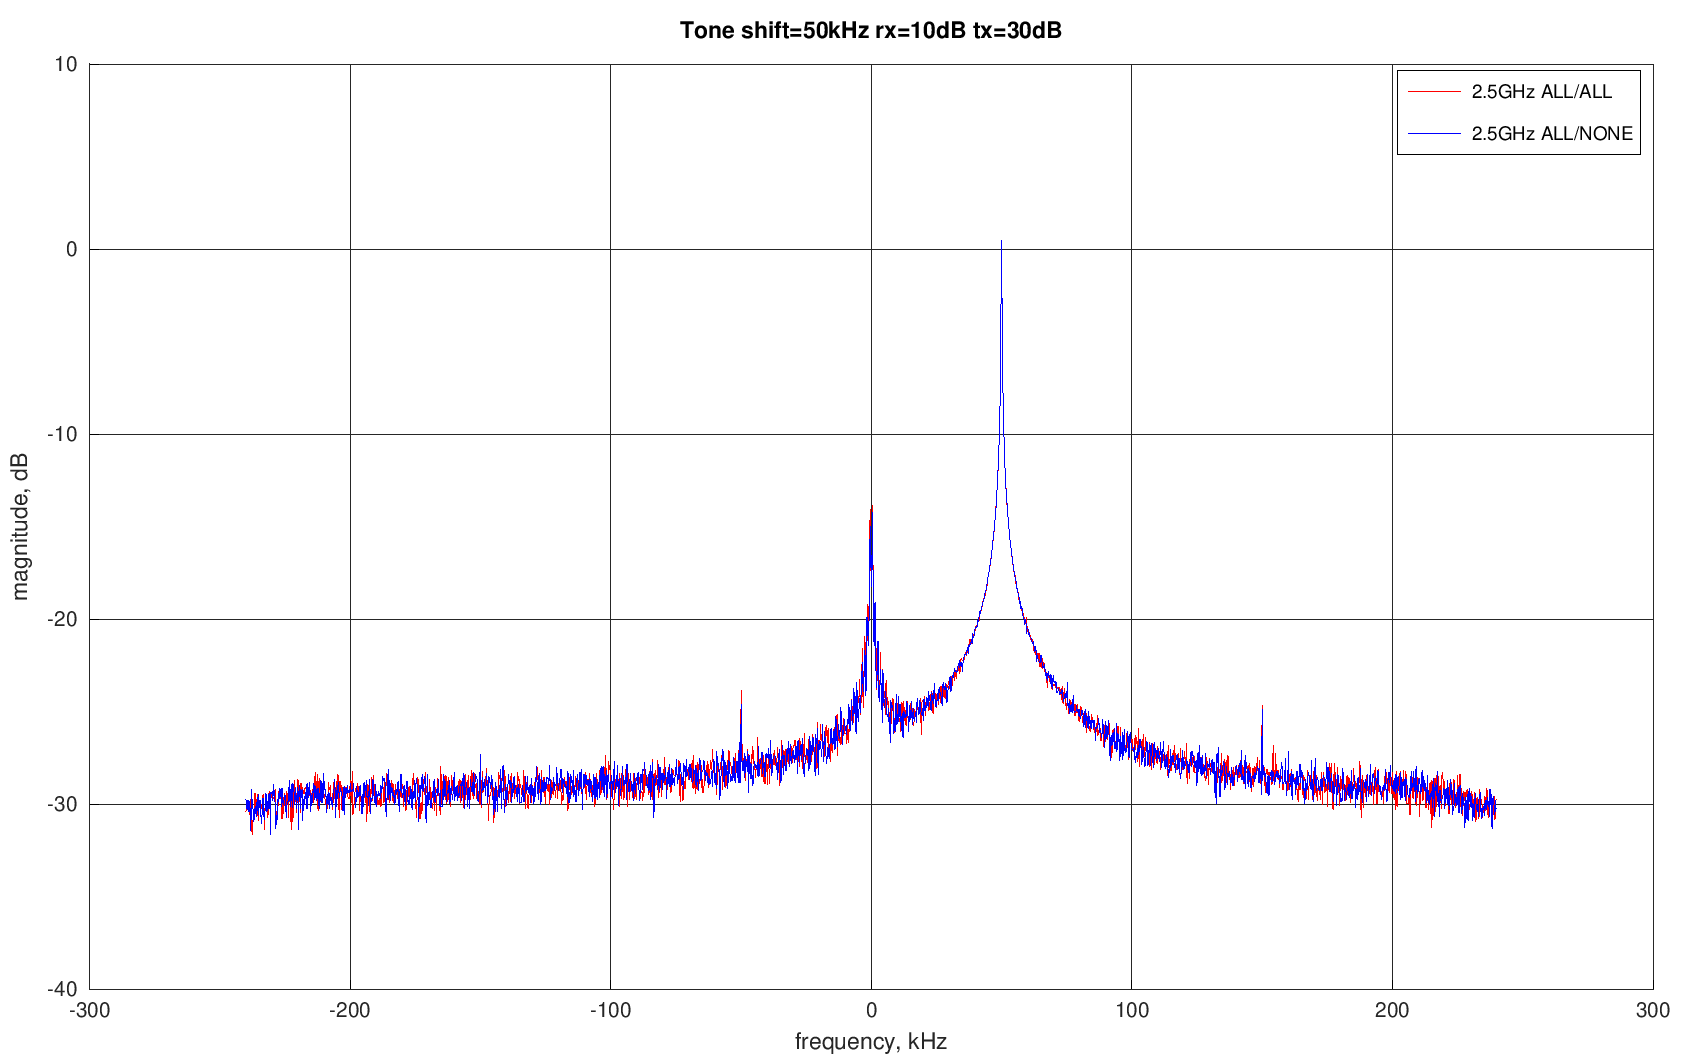 Tone shift=50kHz rx=10dB tx=30dB
10
0
-10
-20
-30
-40
magnitude, dB
2.5GHz ALL/ALL
2.5GHz ALL/NONE
-300
-200
-100
0
100
200
300
frequency, kHz